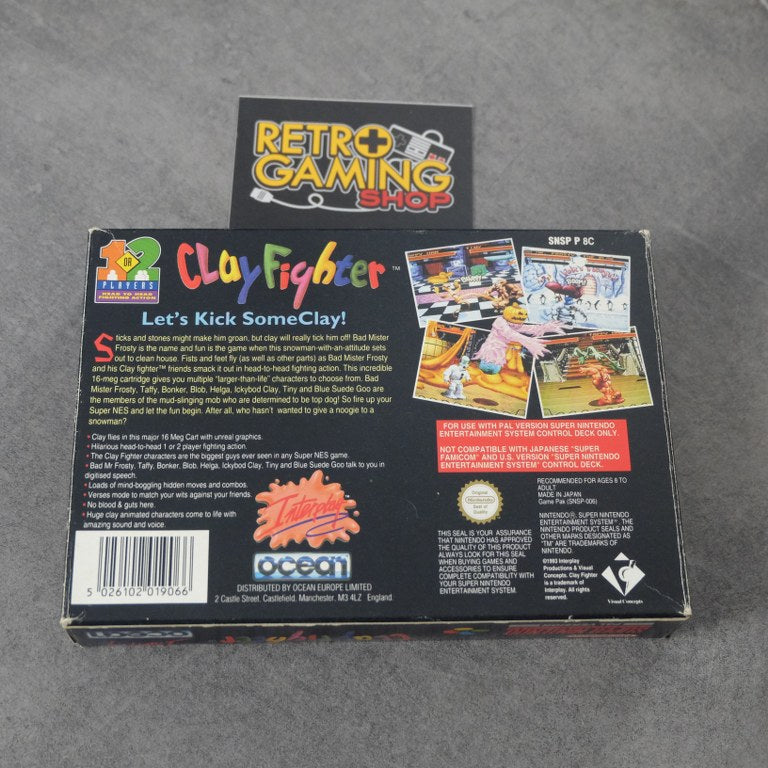 RETRO
GAMING
SHOP
1 OR 2
PLAYERS
HEAD TO HEAD
FIGHTING ACTION
ClayFighter™
Let's Kick SomeClay!
Sticks and stones might make him groan, but clay will really tick him off! Bad Mister
Frosty is the name and fun is the game when this snowman-with-an-attitude sets
out to clean house. Fists and feet fly (as well as other parts) as Bad Mister Frosty
and his Clay fighter™ friends smack it out in head-to-head fighting action. This incredible
16-meg cartridge gives you multiple "larger-than-life" characters to choose from. Bad
Mister Frosty, Taffy, Bonker, Blob, Helga, Ickybod Clay, Tiny and Blue Suede Goo are
the members of the mud-slinging mob who are determined to be top dog! So fire up your
Super NES and let the fun begin. After all, who hasn't wanted to give a noogie to a
snowman?
• Clay flies in this major 16 Meg Cart with unreal graphics.
• Hilarious head-to-head 1 or 2 player fighting action.
• The Clay Fighter characters are the biggest guys ever seen in any Super NES game.
• Bad Mr Frosty, Taffy, Bonker, Blob, Helga, Ickybod Clay, Tiny and Blue Suede Goo talk to you in
digitised speech.
• Loads of mind-boggling hidden moves and combos.
• Verses mode to match your wits against your friends.
• No blood & guts here.
• Huge clay animated characters come to life with
amazing sound and voice.
5 026102 019066
Interplay
ocean
DISTRIBUTED BY OCEAN EUROPE LIMITED
2 Castle Street, Castlefield, Manchester. M3 4LZ England.
SNSP P 8C
FOR USE WITH PAL VERSION SUPER NINTENDO
ENTERTAINMENT SYSTEM CONTROL DECK ONLY.
NOT COMPATIBLE WITH JAPANESE "SUPER
FAMICOM" AND U.S. VERSION "SUPER NINTENDO
ENTERTAINMENT SYSTEM" CONTROL DECK.
Original
Nintendo
Seal of
Quality
THIS SEAL IS YOUR ASSURANCE
THAT NINTENDO HAS APPROVED
THE QUALITY OF THIS PRODUCT.
ALWAYS LOOK FOR THIS SEAL
WHEN BUYING GAMES AND
ACCESSORIES TO ENSURE
COMPLETE COMPATIBILITY WITH
YOUR SUPER NINTENDO
ENTERTAINMENT SYSTEM.
RECOMMENDED FOR AGES 8 TO
ADULT
MADE IN JAPAN
Game Pak (SNSP-006)
NINTENDO®, SUPER NINTENDO
ENTERTAINMENT SYSTEM™, THE
NINTENDO PRODUCT SEALS AND
OTHER MARKS DESIGNATED AS
"TM" ARE TRADEMARKS OF
NINTENDO.
©1993 Interplay
Productions & Visual
Concepts. Clay Fighter
is a trademark of
Interplay. All rights
reserved.
Visual Concepts
ocean
ClayFighter